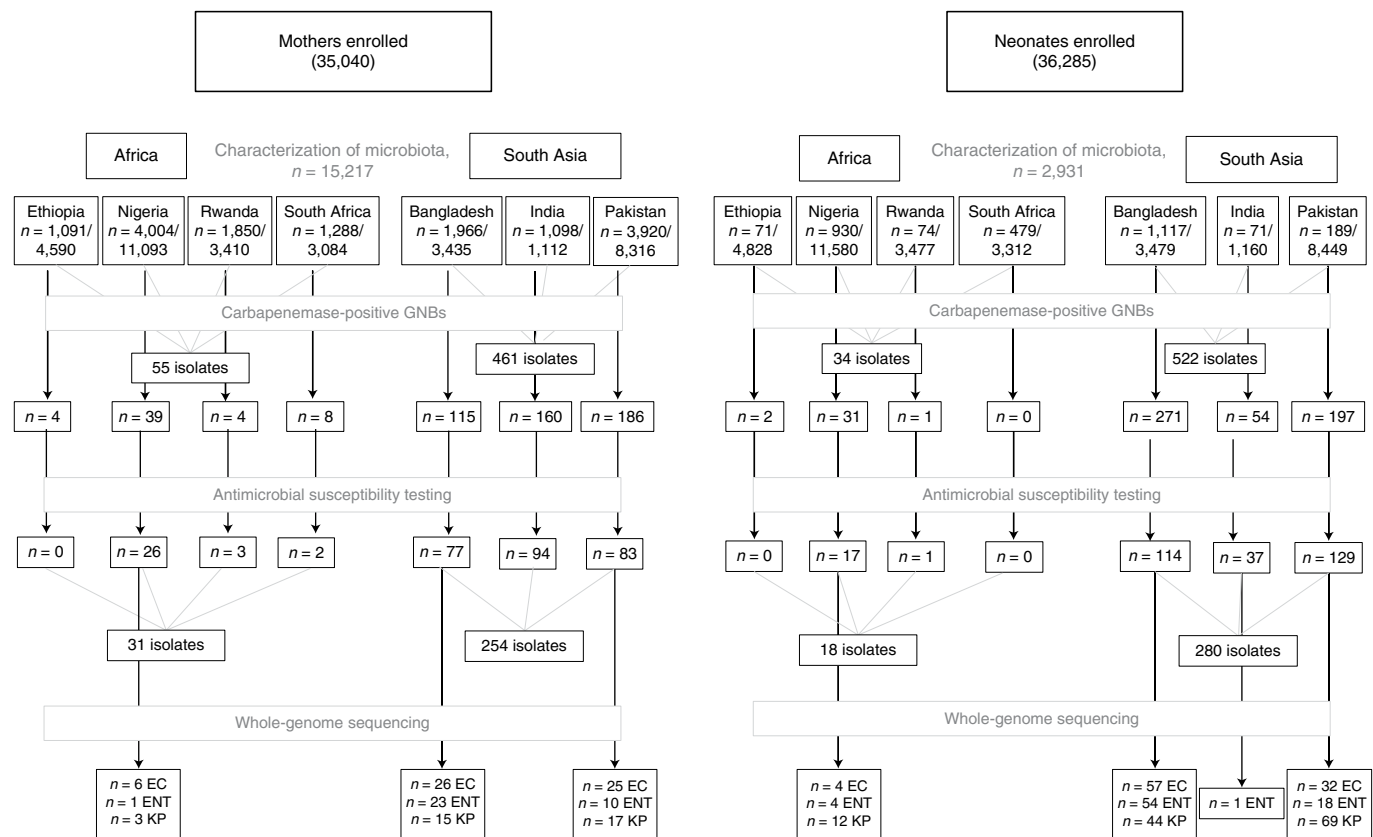 Mothers enrolled
(35,040)
Africa
Characterization of microbiota,
n = 15,217
South Asia
Ethiopia
n = 1,091/
4,590
Nigeria
n = 4,004/
11,093
Rwanda
n = 1,850/
3,410
South Africa
n = 1,288/
3,084
Bangladesh
n = 1,966/
3,435
India
n = 1,098/
1,112
Pakistan
n = 3,920/
8,316
Carbapenemase-positive GNBs
55 isolates
461 isolates
n = 4
n = 39
n = 4
n = 8
n = 115
n = 160
n = 186
Antimicrobial susceptibility testing
n = 0
n = 26
n = 3
n = 2
n = 77
n = 94
n = 83
31 isolates
254 isolates
Whole-genome sequencing
n = 6 EC
n = 1 ENT
n = 3 KP
n = 26 EC
n = 23 ENT
n = 15 KP
n = 25 EC
n = 10 ENT
n = 17 KP
Neonates enrolled
(36,285)
Africa
Characterization of microbiota,
n = 2,931
South Asia
Ethiopia
n = 71/
4,828
Nigeria
n = 930/
11,580
Rwanda
n = 74/
3,477
South Africa
n = 479/
3,312
Bangladesh
n = 1,117/
3,479
India
n = 71/
1,160
Pakistan
n = 189/
8,449
Carbapenemase-positive GNBs
34 isolates
522 isolates
n = 2
n = 31
n = 1
n = 0
n = 271
n = 54
n = 197
Antimicrobial susceptibility testing
n = 0
n = 17
n = 1
n = 0
n = 114
n = 37
n = 129
18 isolates
280 isolates
Whole-genome sequencing
n = 4 EC
n = 4 ENT
n = 12 KP
n = 57 EC
n = 54 ENT
n = 44 KP
n = 1 ENT
n = 32 EC
n = 18 ENT
n = 69 KP